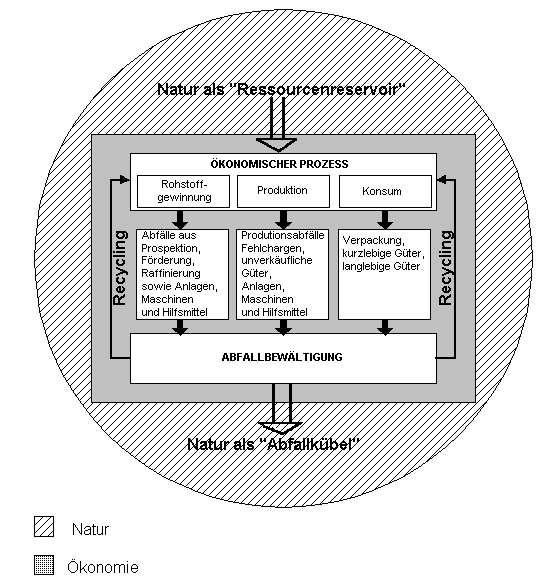 Natur als "Ressourcenreservoir"
ÖKONOMISCHER PROZESS
Rohstoff-
gewinnung
Produktion
Konsum
Abfälle aus
Prospektion,
Förderung,
Raffinierung
sowie Anlagen,
Maschinen
und Hilfsmittel
Produtionsabfälle
Fehlchargen,
unverkäufliche
Güter,
Anlagen,
Maschinen
und Hilfsmittel
Verpackung,
kurzlebige Güter,
langlebige Güter
Recycling
Recycling
ABFALLBEWÄLTIGUNG
Natur als "Abfallkübel"
Natur
Ökonomie